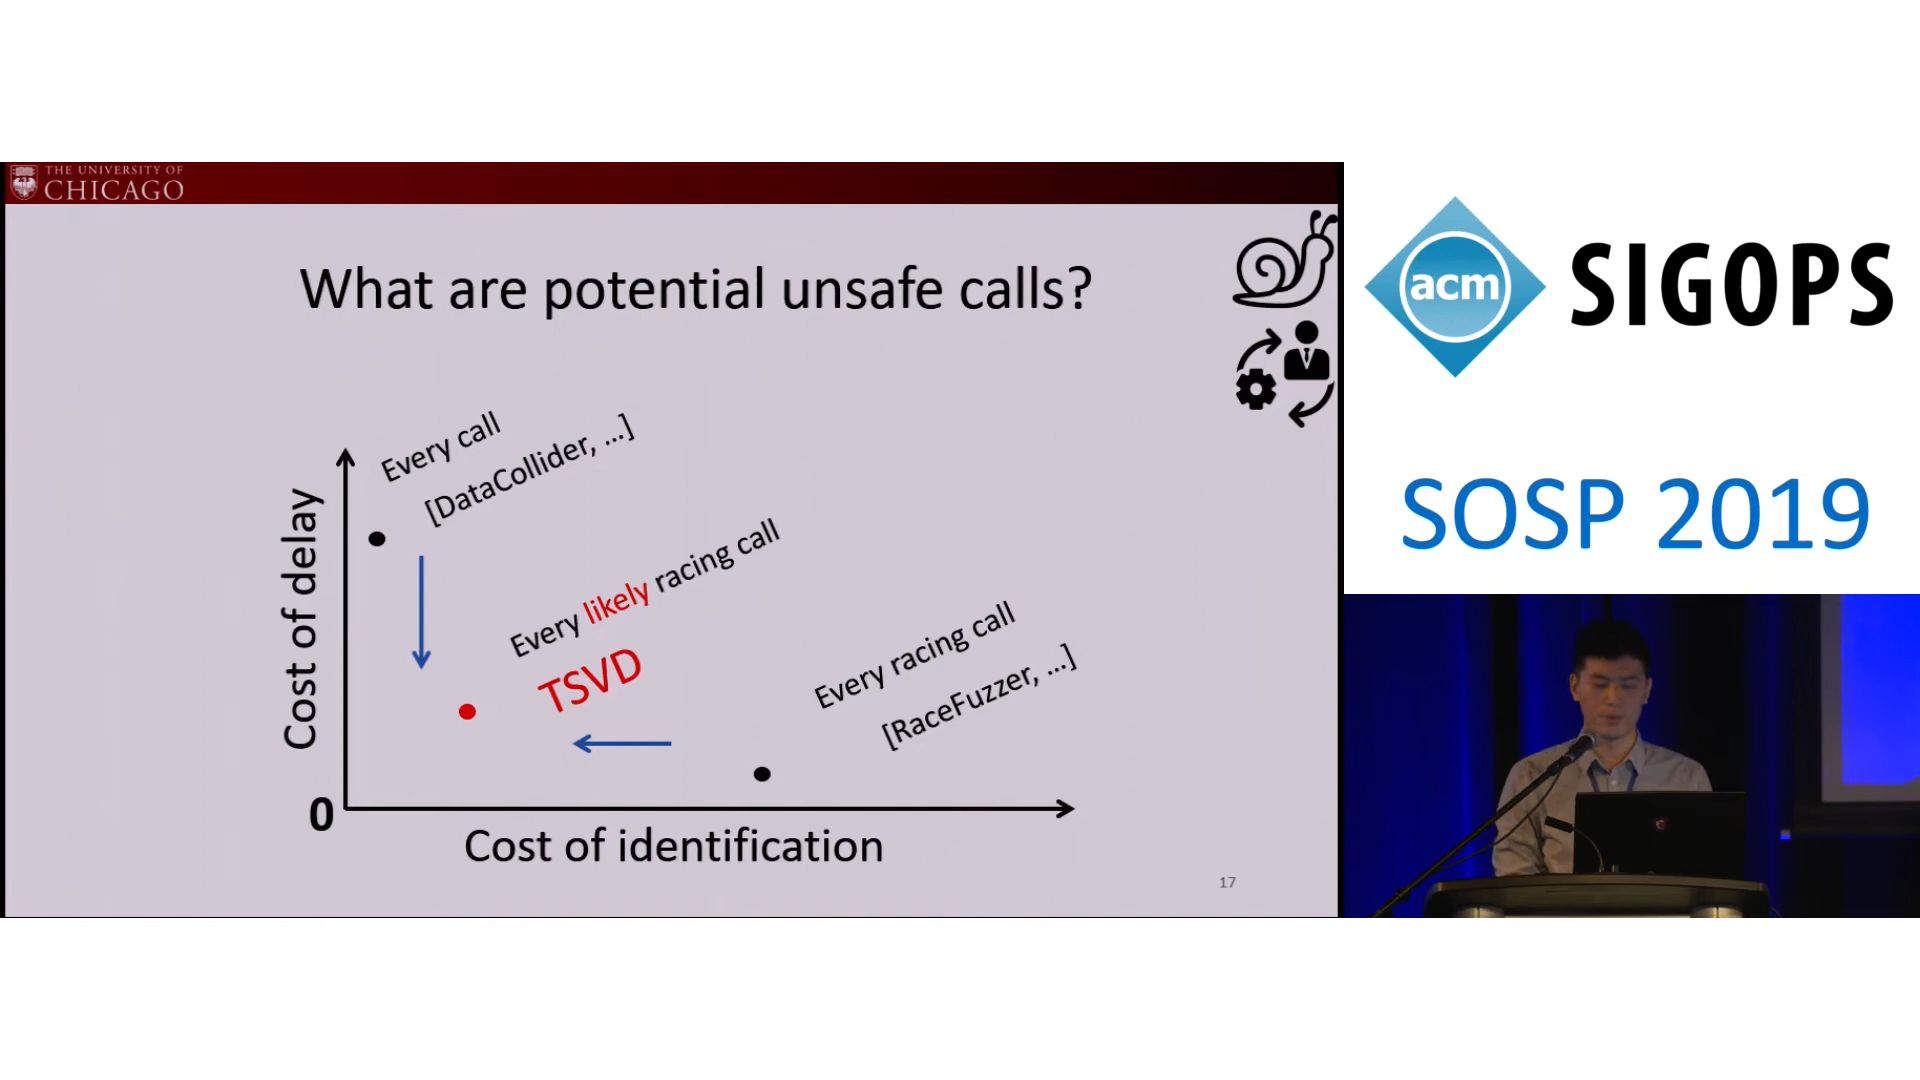 THE UNIVERSITY OF
CHICAGO
What are potential unsafe calls?
Every call
[DataCollider, ...]
Every likely racing call
TSVD
Every racing call
[RaceFuzzer, ...]
Cost of delay
0
Cost of identification
17
acm
SIGOPS
SOSP 2019